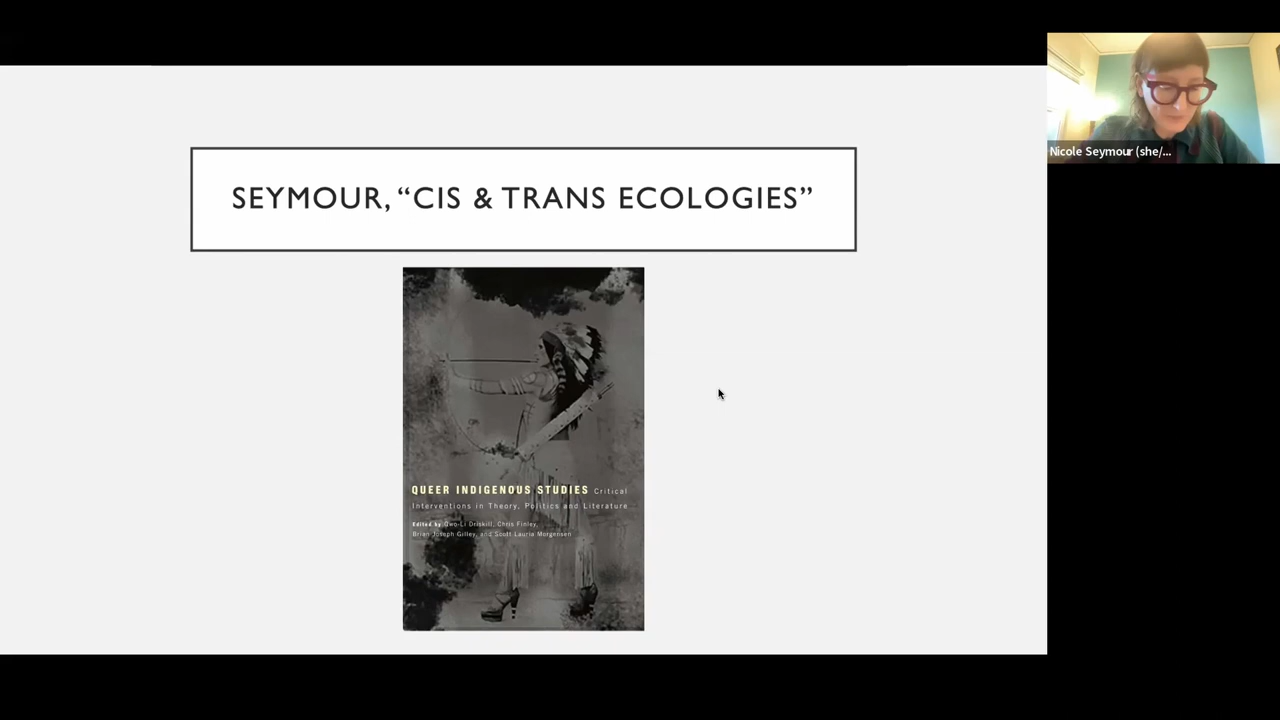 SEYMOUR, “CIS & TRANS ECOLOGIES”
QUEER INDIGENOUS STUDIES Critical
Interventions in Theory, Politics and Literature
Edited by Qwo-Li Driskill, Chris Finley,
Brian Joseph Gilley, and Scott Lauria Morgensen
Nicole Seymour (she/...